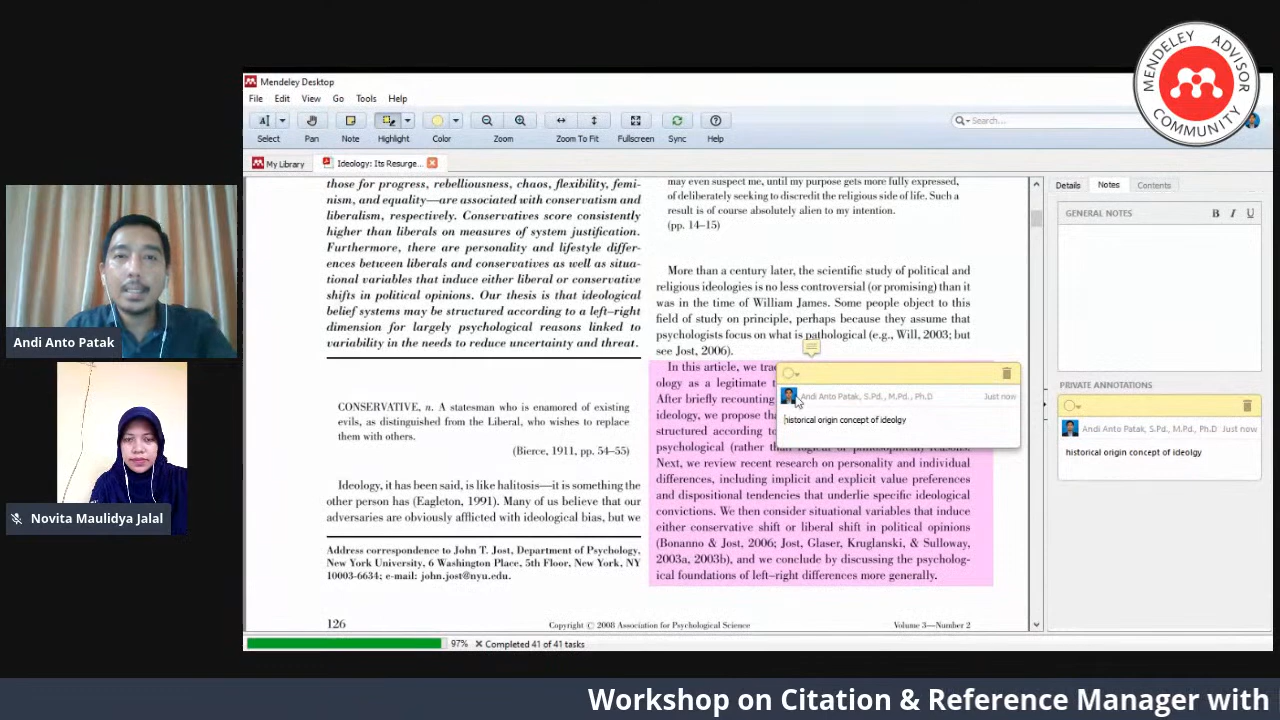 MENDELEY ADVISOR
COMMUNITY
Mendeley Desktop
File Edit View Go Tools Help
Select Pan Note Highlight Color Zoom Zoom To Fit Fullscreen Sync Help
Search...
My Library Ideology: Its Resurge...
Details Notes Contents
GENERAL NOTES B I U
those for progress, rebelliousness, chaos, flexibility, femi-
nism, and equality—are associated with conservatism and
liberalism, respectively. Conservatives score consistently
higher than liberals on measures of system justification.
Furthermore, there are personality and lifestyle differ-
ences between liberals and conservatives as well as situa-
tional variables that induce either liberal or conservative
shifts in political opinions. Our thesis is that ideological
belief systems may be structured according to a left–right
dimension for largely psychological reasons linked to
variability in the needs to reduce uncertainty and threat.
CONSERVATIVE, n. A statesman who is enamored of existing
evils, as distinguished from the Liberal, who wishes to replace
them with others.
(Bierce, 1911, pp. 54–55)
Ideology, it has been said, is like halitosis—it is something the
other person has (Eagleton, 1991). Many of us believe that our
adversaries are obviously afflicted with ideological bias, but we
Address correspondence to John T. Jost, Department of Psychology,
New York University, 6 Washington Place, 5th Floor, New York, NY
10003-6634; e-mail: john.jost@nyu.edu.
may even suspect me, until my purpose gets more fully expressed,
of deliberately seeking to discredit the religious side of life. Such a
result is of course absolutely alien to my intention.
(pp. 14–15)
More than a century later, the scientific study of political and
religious ideologies is no less controversial (or promising) than it
was in the time of William James. Some people object to this
field of study on principle, perhaps because they assume that
psychologists focus on what is pathological (e.g., Will, 2003; but
see Jost, 2006).
In this article, we tra
ology as a legitimate t
After briefly recounting
ideology, we propose tha
structured according to
psychological (rather than logical or philosophical) reasons.
Next, we review recent research on personality and individual
differences, including implicit and explicit value preferences
and dispositional tendencies that underlie specific ideological
convictions. We then consider situational variables that induce
either conservative shift or liberal shift in political opinions
(Bonanno & Jost, 2006; Jost, Glaser, Kruglanski, & Sulloway,
2003a, 2003b), and we conclude by discussing the psycholog-
ical foundations of left–right differences more generally.
Andi Anto Patak, S.Pd., M.Pd., Ph.D Just now
historical origin concept of ideolgy
PRIVATE ANNOTATIONS
Andi Anto Patak, S.Pd., M.Pd., Ph.D Just now
historical origin concept of ideolgy
126 Copyright © 2008 Association for Psychological Science Volume 3—Number 2
97% Completed 41 of 41 tasks
Andi Anto Patak
Novita Maulidya Jalal
Workshop on Citation & Reference Manager with